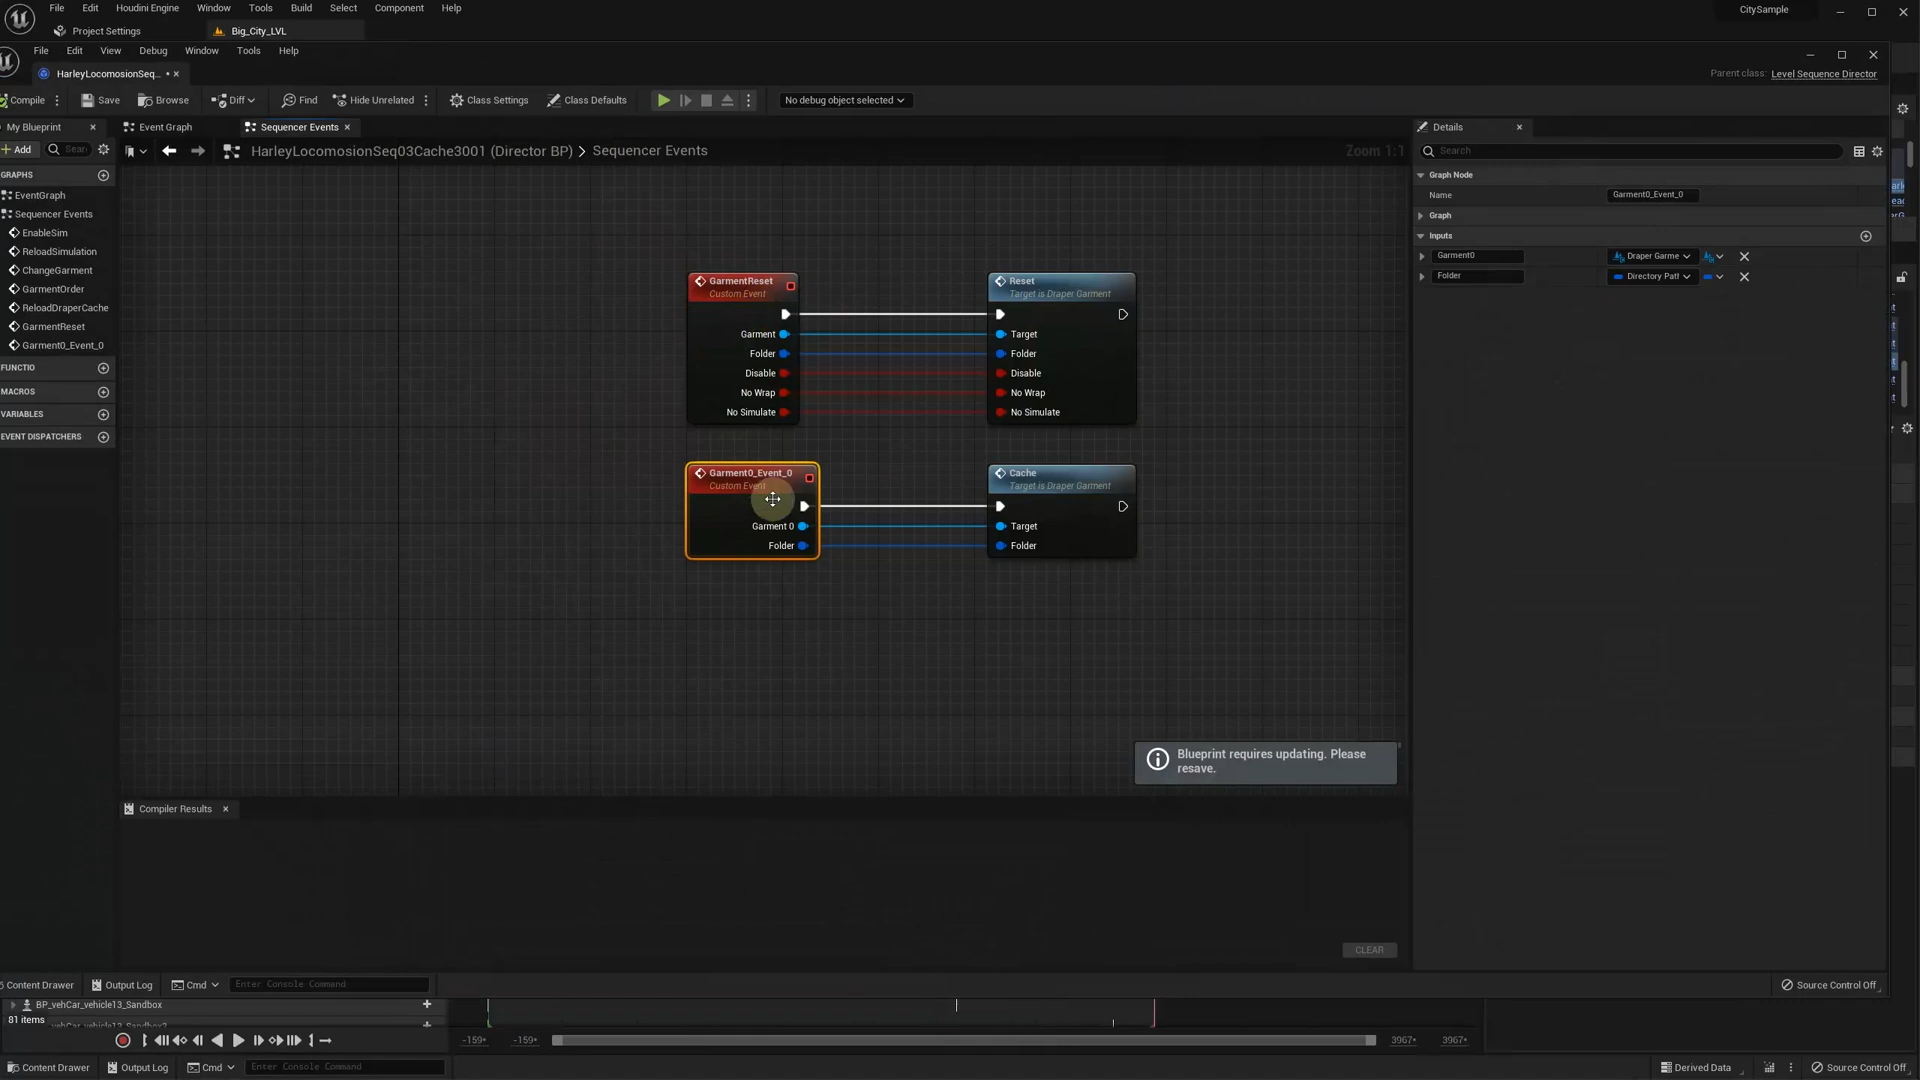 File Edit Houdini Engine Window Tools Build Select Component Help
CitySample
Project Settings
Big_City_LVL
File Edit View Debug Window Tools Help
HarleyLocomosionSeq...
Parent class: Level Sequence Director
Compile
Save
Browse
Diff
Find
Hide Unrelated
Class Settings
Class Defaults
No debug object selected
My Blueprint
Event Graph
Sequencer Events
Details
Add
Sear
HarleyLocomosionSeq03Cache3001 (Director BP) > Sequencer Events
Zoom 1:1
Search
GRAPHS
EventGraph
Sequencer Events
EnableSim
ReloadSimulation
ChangeGarment
GarmentOrder
ReloadDraperCache
GarmentReset
Garment0_Event_0
FUNCTIO
MACROS
VARIABLES
EVENT DISPATCHERS
GarmentReset
Custom Event
Garment
Folder
Disable
No Wrap
No Simulate
Reset
Target is Draper Garment
Target
Folder
Disable
No Wrap
No Simulate
Garment0_Event_0
Custom Event
Garment 0
Folder
Cache
Target is Draper Garment
Target
Folder
Graph Node
Name
Garment0_Event_0
Graph
Inputs
Garment0
Draper Garme
Folder
Directory Patl
Blueprint requires updating. Please
resave.
Compiler Results
CLEAR
Content Drawer
Output Log
Cmd
Enter Console Command
Source Control Off
BP_vehCar_vehicle13_Sandbox
81 items
-159+
-159+
3967+
3967+
Content Drawer
Output Log
Cmd
Enter Console Command
Derived Data
Source Control Off